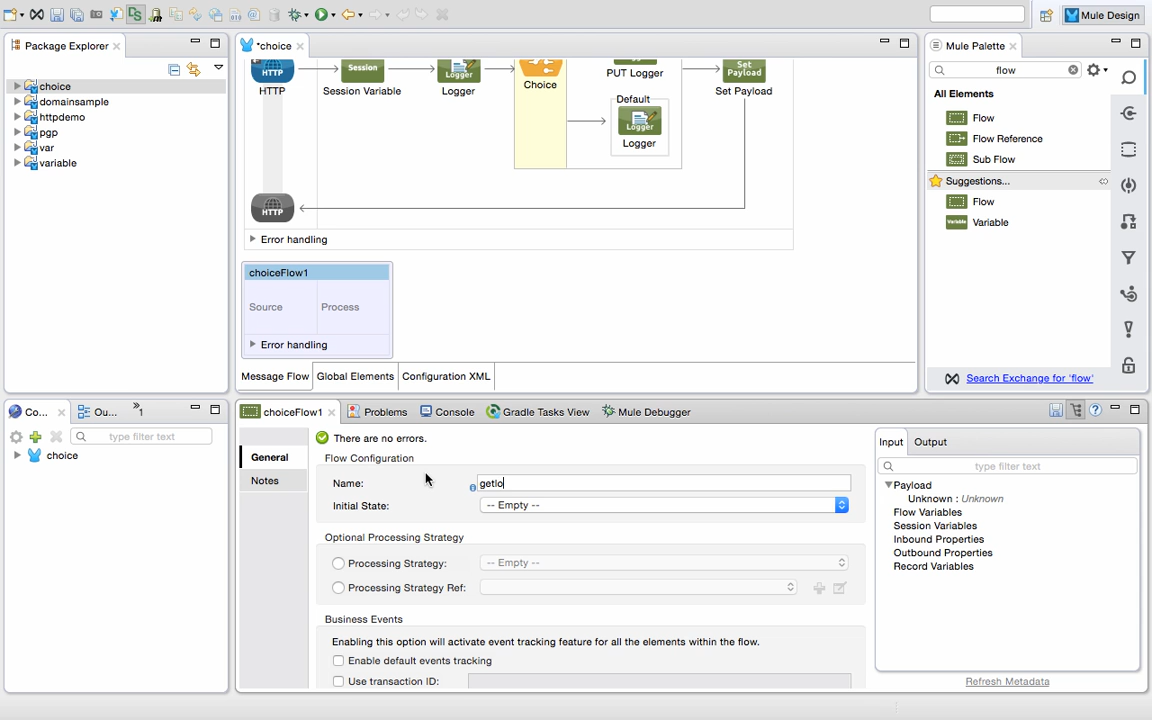 Mule Design
Package Explorer
choice
domainsample
httpdemo
pgp
var
variable
*choice
HTTP
HTTP
Session
Session Variable
Logger
Logger
Choice
PUT Logger
Default
Logger
Logger
Set
Payload
Set Payload
HTTP
Error handling
choiceFlow1
Source
Process
Error handling
Message Flow
Global Elements
Configuration XML
Mule Palette
flow
All Elements
Flow
Flow Reference
Sub Flow
Suggestions...
Flow
Variable
Variable
Search Exchange for 'flow'
Co...
Ou...
»1
type filter text
choice
choiceFlow1
Problems
Console
Gradle Tasks View
Mule Debugger
There are no errors.
General
Notes
Flow Configuration
Name:
getlo
Initial State:
-- Empty --
Optional Processing Strategy
Processing Strategy:
-- Empty --
Processing Strategy Ref:
Business Events
Enabling this option will activate event tracking feature for all the elements within the flow.
Enable default events tracking
Use transaction ID:
Input
Output
type filter text
Payload
Unknown : Unknown
Flow Variables
Session Variables
Inbound Properties
Outbound Properties
Record Variables
Refresh Metadata